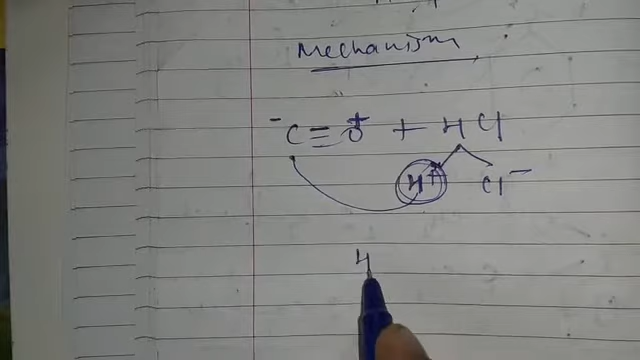 Mechanism
⁻C≡O⁺ + HCl
H⁺ Cl⁻
H